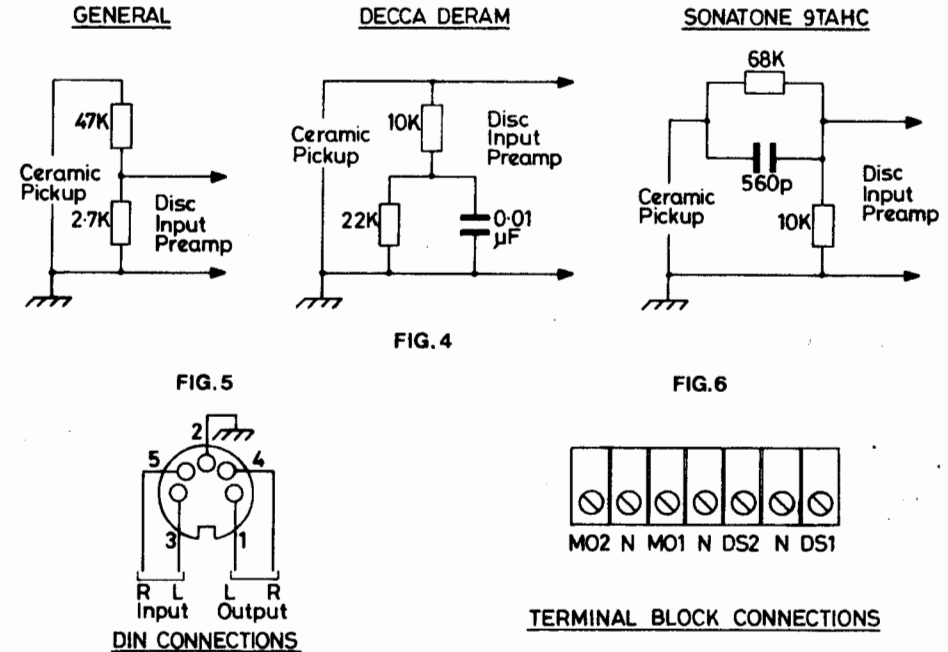 GENERAL
47K
Ceramic
Pickup
2.7K
Disc
Input
Preamp
DECCA DERAM
Ceramic
Pickup
10K
22K
0·01
µF
Disc
Input
Preamp
SONATONE 9TAHC
68K
560p
Ceramic
Pickup
10K
Disc
Input
Preamp
FIG.4
FIG.5
2
5
4
3
1
R L
Input
L R
Output
DIN CONNECTIONS
FIG.6
MO2 N MO1 N DS2 N DS1
TERMINAL BLOCK CONNECTIONS